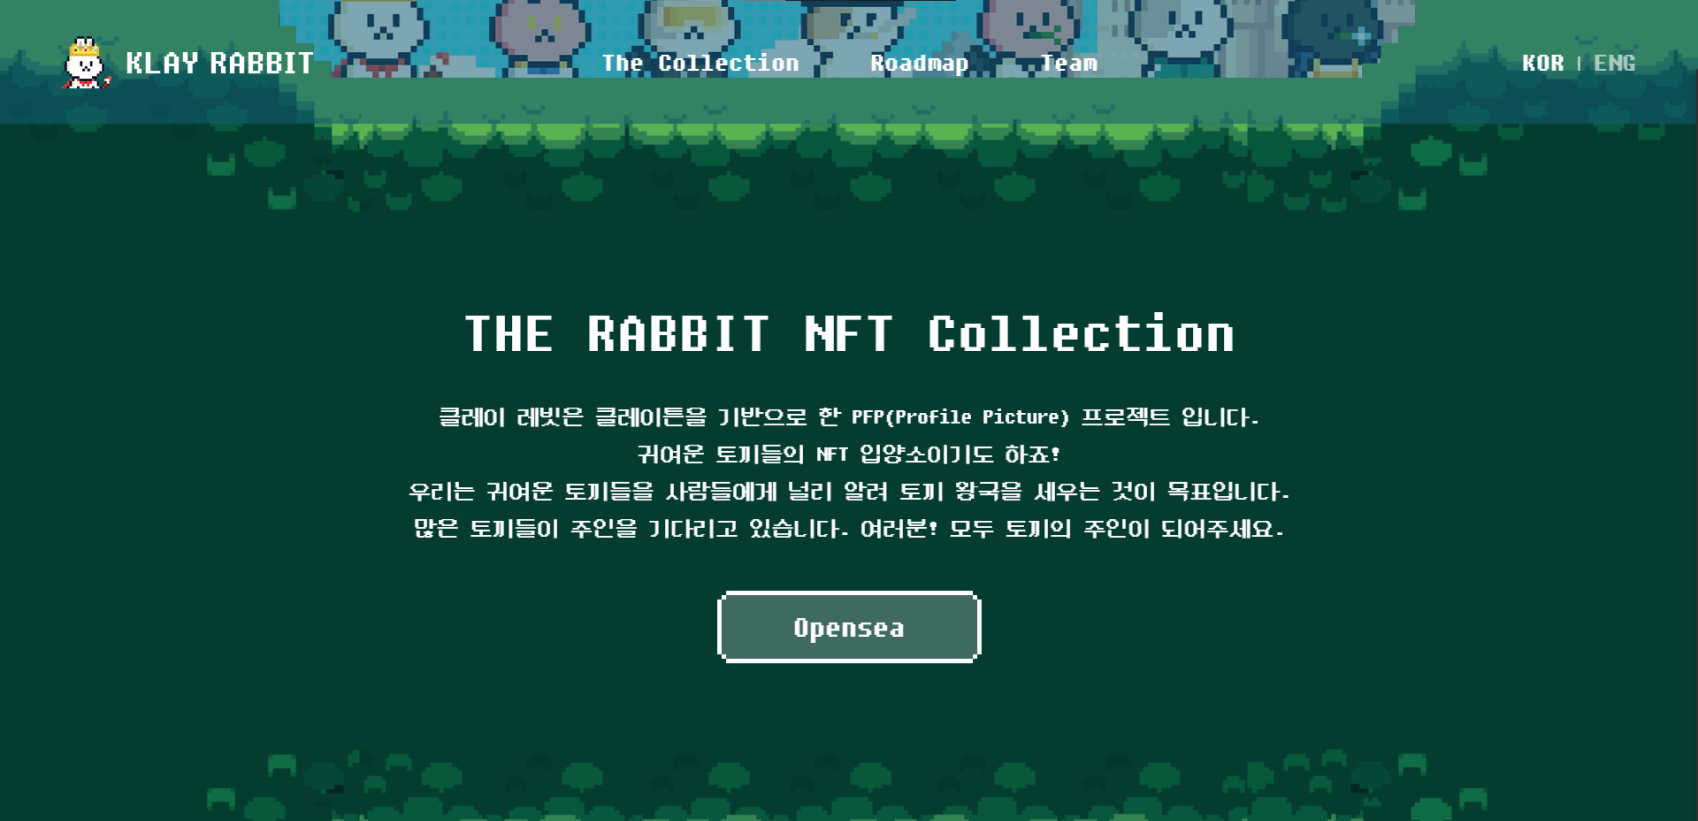 KLAY RABBIT
The Collection
Roadmap
Team
KOR | ENG
THE RABBIT NFT Collection
클레이 레빗은 클레이튼을 기반으로 한 PFP(Profile Picture) 프로젝트 입니다.
귀여운 토끼들의 NFT 입양소이기도 하죠!
우리는 귀여운 토끼들을 사람들에게 널리 알려 토끼 왕국을 세우는 것이 목표입니다.
많은 토끼들이 주인을 기다리고 있습니다. 여러분! 모두 토끼의 주인이 되어주세요.
Opensea